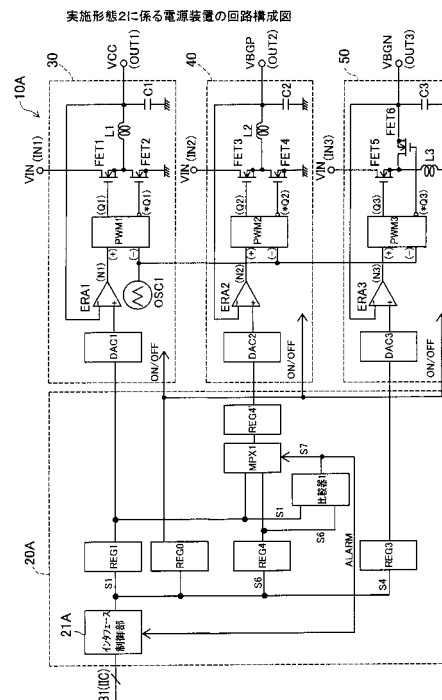 実施形態2に係る電源装置の回路構成図
10A
30
40
50
VCC
(OUT1)
VBGP
(OUT2)
VBGN
(OUT3)
C1
C2
C3
L1
L2
L3
VIN
(IN1)
VIN
(IN2)
VIN
(IN3)
FET1
FET2
FET3
FET4
FET5
FET6
(Q1)
(*Q1)
(Q2)
(*Q2)
(Q3)
(*Q3)
PWM1
PWM2
PWM3
(+)
(-)
(+)
(-)
(+)
(-)
(N1)
(N2)
(N3)
ERA1
ERA2
ERA3
OSC1
DAC1
DAC2
DAC3
ON/OFF
ON/OFF
ON/OFF
20A
REG4'
MPX1
S7
比較器1
S1
S6
ALARM
REG1
REG0
REG4
REG3
S1
S6
S4
21A
インタフェース
制御部
31(IIC)